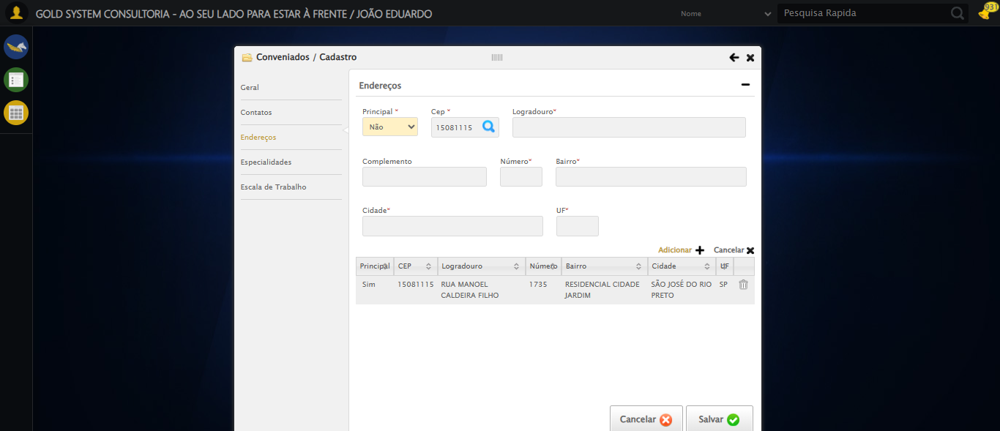 GOLD SYSTEM CONSULTORIA - AO SEU LADO PARA ESTAR À FRENTE / JOÃO EDUARDO
Nome
Pesquisa Rapida
931
Conveniados / Cadastro
Geral
Contatos
Endereços
Especialidades
Escala de Trabalho
Endereços
Principal * Cep * Logradouro*
Não 15081115
Complemento Número* Bairro*
Cidade* UF*
Adicionar Cancelar
Principal CEP Logradouro Número Bairro Cidade UF
Sim 15081115 RUA MANOEL 1735 RESIDENCIAL CIDADE SÃO JOSÉ DO RIO SP
CALDEIRA FILHO JARDIM PRETO
Cancelar Salvar